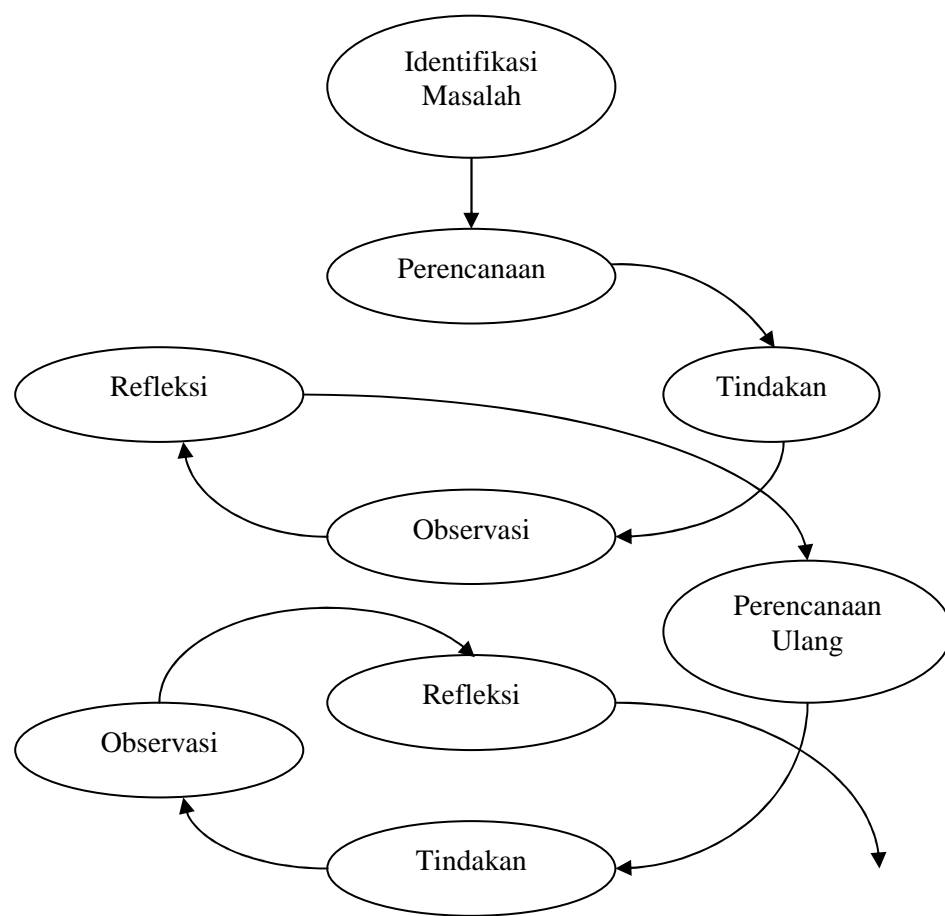 Identifikasi
Masalah
Perencanaan
Tindakan
Refleksi
Observasi
Perencanaan
Ulang
Refleksi
Observasi
Tindakan